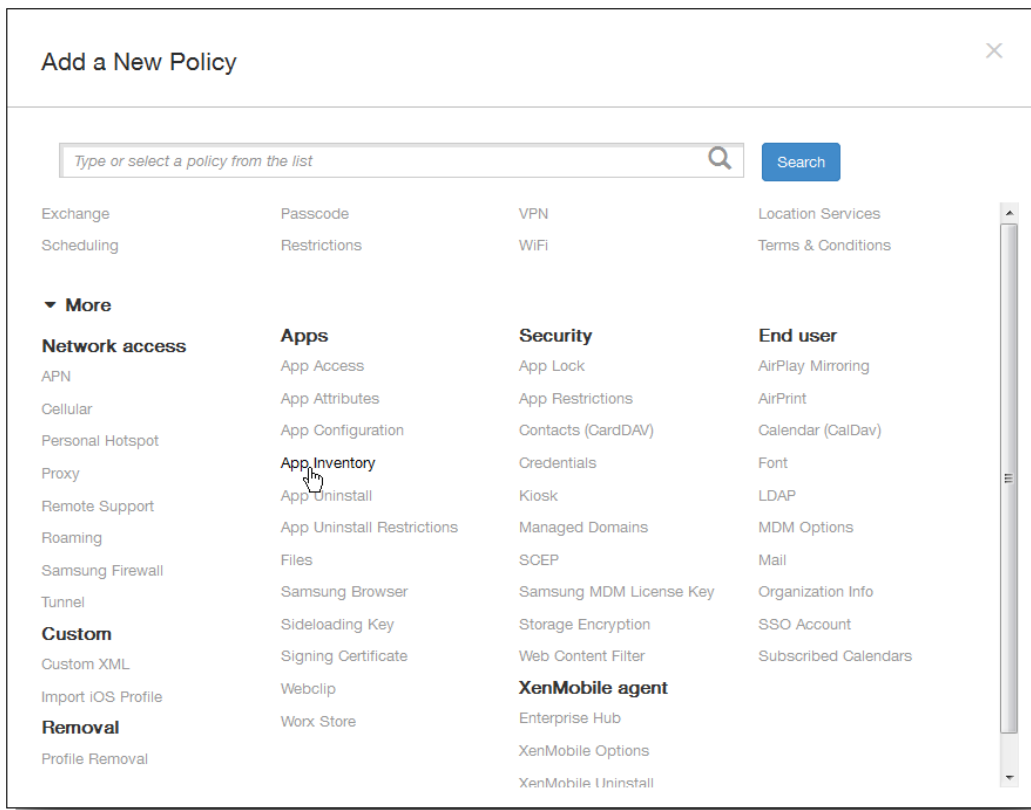 Add a New Policy
Type or select a policy from the list
Search
Exchange
Passcode
VPN
Location Services
Scheduling
Restrictions
WiFi
Terms & Conditions
More
Network access
APN
Cellular
Personal Hotspot
Proxy
Remote Support
Roaming
Samsung Firewall
Tunnel
Custom
Custom XML
Import iOS Profile
Removal
Profile Removal
Apps
App Access
App Attributes
App Configuration
App Inventory
App Uninstall
App Uninstall Restrictions
Files
Samsung Browser
Sideloading Key
Signing Certificate
Webclip
Worx Store
Security
App Lock
App Restrictions
Contacts (CardDAV)
Credentials
Kiosk
Managed Domains
SCEP
Samsung MDM License Key
Storage Encryption
Web Content Filter
XenMobile agent
Enterprise Hub
XenMobile Options
XenMobile Uninstall
End user
AirPlay Mirroring
AirPrint
Calendar (CalDav)
Font
LDAP
MDM Options
Mail
Organization Info
SSO Account
Subscribed Calendars